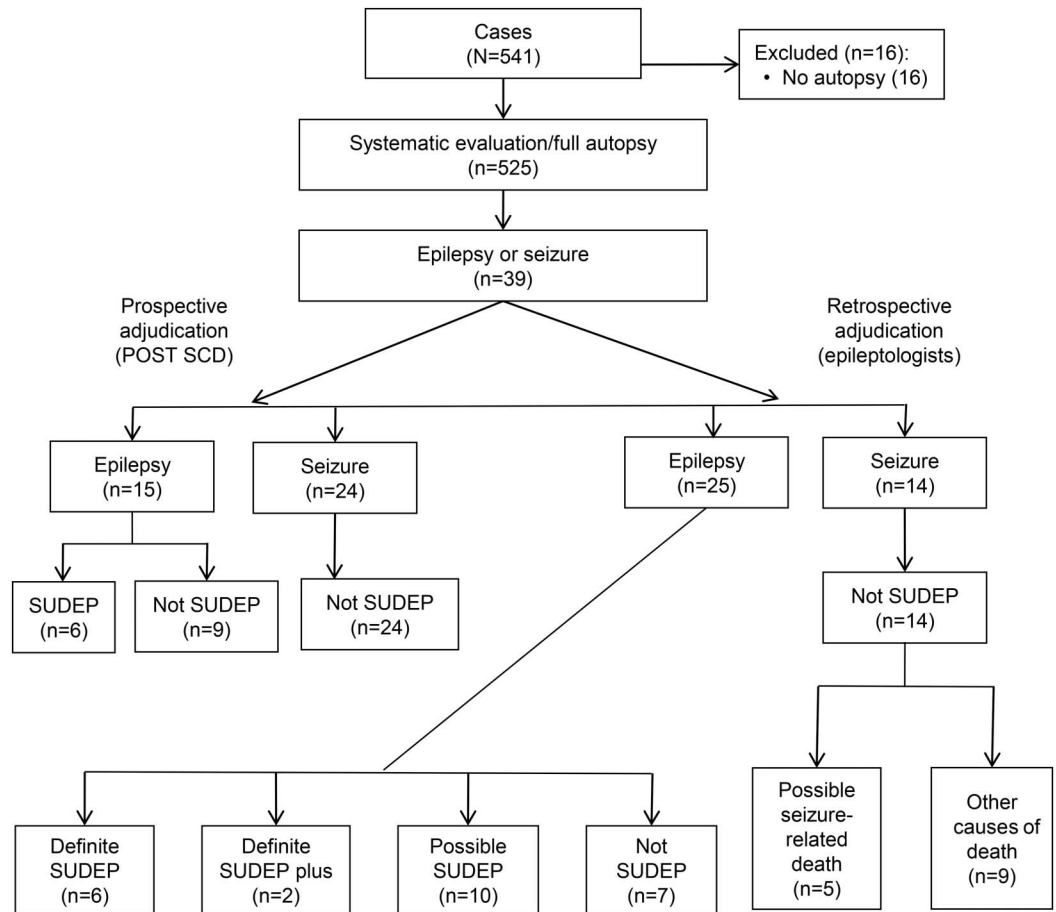 Cases
(N=541)
Excluded (n=16):
• No autopsy (16)
Systematic evaluation/full autopsy
(n=525)
Epilepsy or seizure
(n=39)
Prospective
adjudication
(POST SCD)
Retrospective
adjudication
(epileptologists)
Epilepsy
(n=15)
Seizure
(n=24)
Epilepsy
(n=25)
Seizure
(n=14)
SUDEP
(n=6)
Not SUDEP
(n=9)
Not SUDEP
(n=24)
Not SUDEP
(n=14)
Definite
SUDEP
(n=6)
Definite
SUDEP plus
(n=2)
Possible
SUDEP
(n=10)
Not
SUDEP
(n=7)
Possible
seizure-
related
death
(n=5)
Other
causes of
death
(n=9)